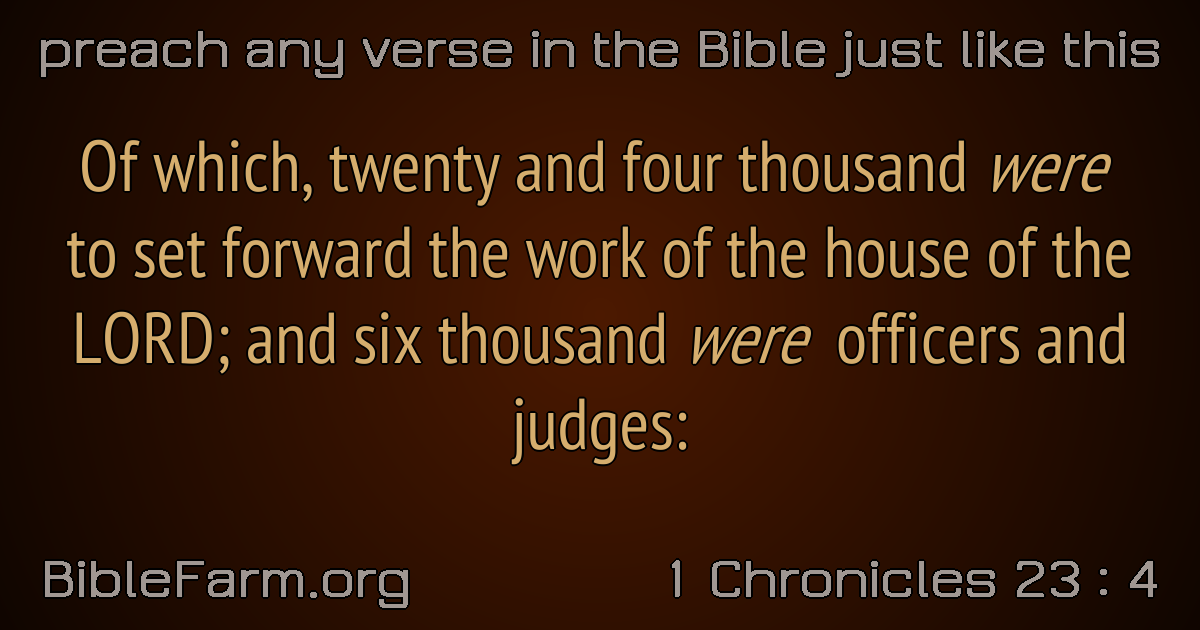 preach any verse in the Bible just like this
Of which, twenty and four thousand were
to set forward the work of the house of the
LORD; and six thousand were officers and
judges:
BibleFarm.org
1 Chronicles 23 : 4